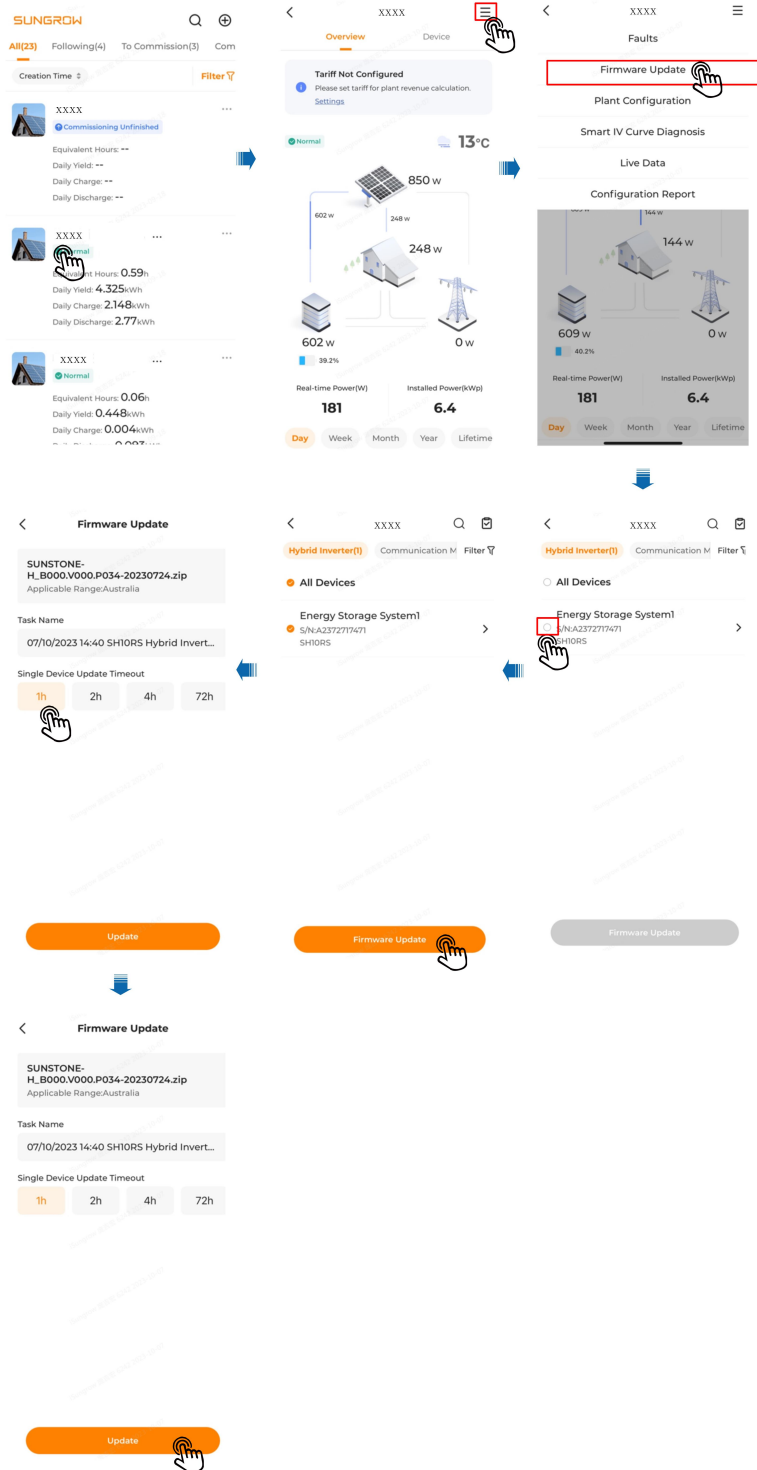 SUNGROW
All(23) Following(4) To Commission(3) Com
Creation Time Filter
XXXX
Commissioning Unfinished
Equivalent Hours: --
Daily Yield: --
Daily Charge: --
Daily Discharge: --
XXXX ...
Equivalent Hours: 0.59h
Daily Yield: 4.325kWh
Daily Charge: 2.148kWh
Daily Discharge: 2.77kWh
XXXX ...
Normal
Equivalent Hours: 0.06h
Daily Yield: 0.448kWh
Daily Charge: 0.004kWh
XXXX
Overview Device
Tariff Not Configured
Please set tariff for plant revenue calculation.
Settings
Normal 13°C
850 w
602 w
248 w
248 w
602 w 0 w
39.2%
Real-time Power(W) Installed Power(kWp)
181 6.4
Day Week Month Year Lifetime
XXXX
Faults
Firmware Update
Plant Configuration
Smart IV Curve Diagnosis
Live Data
Configuration Report
144 w
144 w
609 w 0 w
40.2%
Real-time Power(W) Installed Power(kWp)
181 6.4
Day Week Month Year Lifetime
XXXX
Hybrid Inverter(1) Communication M Filter
All Devices
Energy Storage System1
S/N:A2372717471
SH10RS
Firmware Update
XXXX
Hybrid Inverter(1) Communication M Filter
All Devices
Energy Storage System1
S/N:A2372717471
SH10RS
Firmware Update
Firmware Update
SUNSTONE-
H_B000.V000.P034-20230724.zip
Applicable Range:Australia
Task Name
07/10/2023 14:40 SH10RS Hybrid Invert...
Single Device Update Timeout
1h 2h 4h 72h
Update
Firmware Update
SUNSTONE-
H_B000.V000.P034-20230724.zip
Applicable Range:Australia
Task Name
07/10/2023 14:40 SH10RS Hybrid Invert...
Single Device Update Timeout
1h 2h 4h 72h
Update